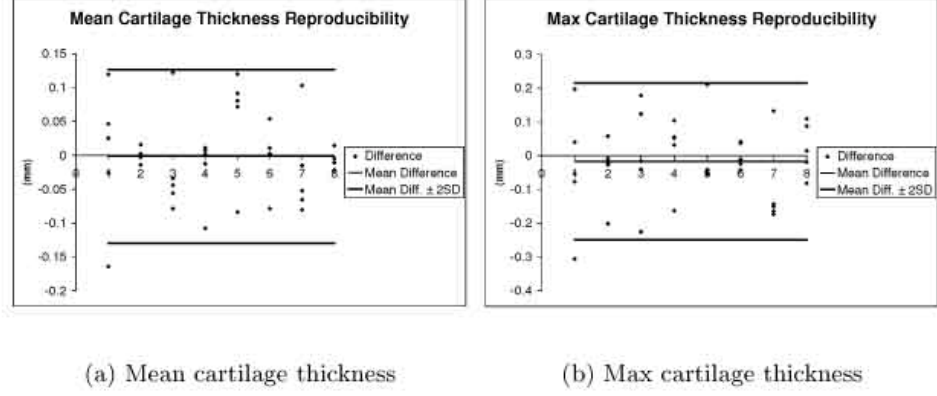 Mean Cartilage Thickness Reproducibility
0.15
0.1
0.05
0
-0.05
-0.1
-0.15
-0.2
(mm)
0 1 2 3 4 5 6 7 8
Difference
Mean Difference
Mean Diff. ± 2SD
(a) Mean cartilage thickness
Max Cartilage Thickness Reproducibility
0.3
0.2
0.1
0
-0.1
-0.2
-0.3
-0.4
(mm)
0 1 2 3 4 5 6 7 8
Difference
Mean Difference
Mean Diff. ± 2SD
(b) Max cartilage thickness